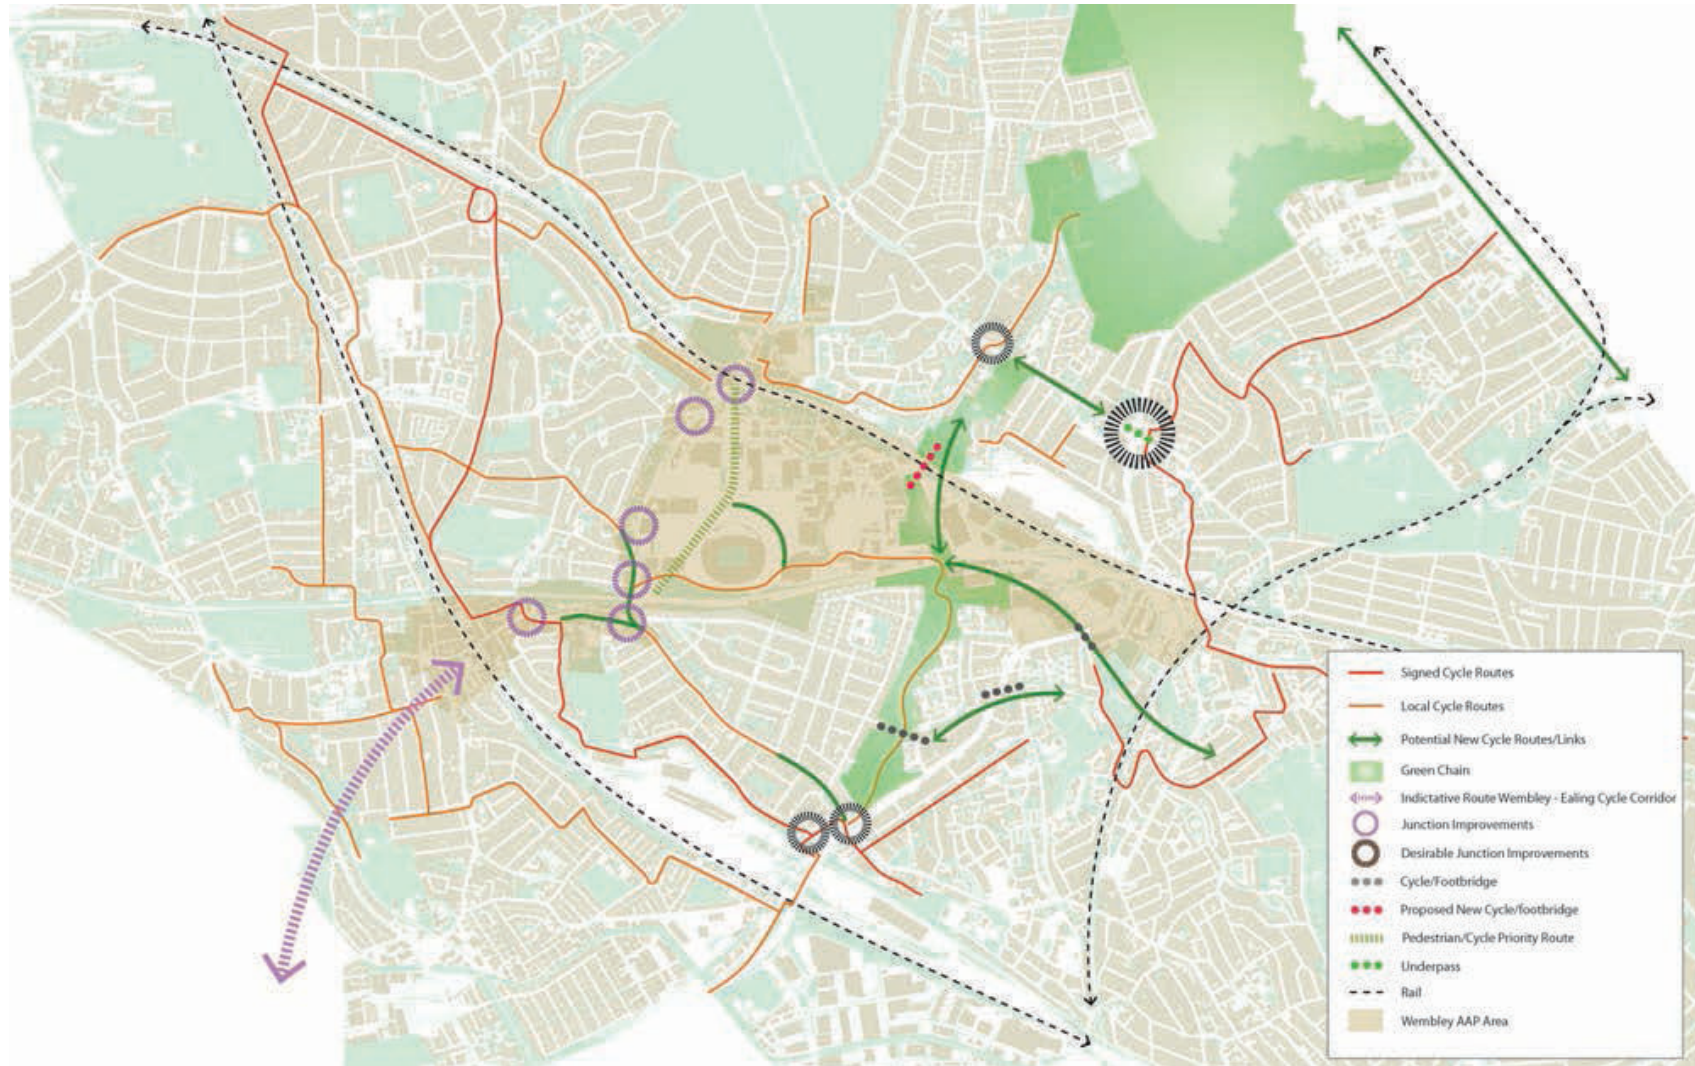 Signed Cycle Routes
Local Cycle Routes
Potential New Cycle Routes/Links
Green Chain
Indictative Route Wembley - Ealing Cycle Corridor
Junction Improvements
Desirable Junction Improvements
Cycle/Footbridge
Proposed New Cycle/footbridge
Pedestrian/Cycle Priority Route
Underpass
Rail
Wembley AAP Area